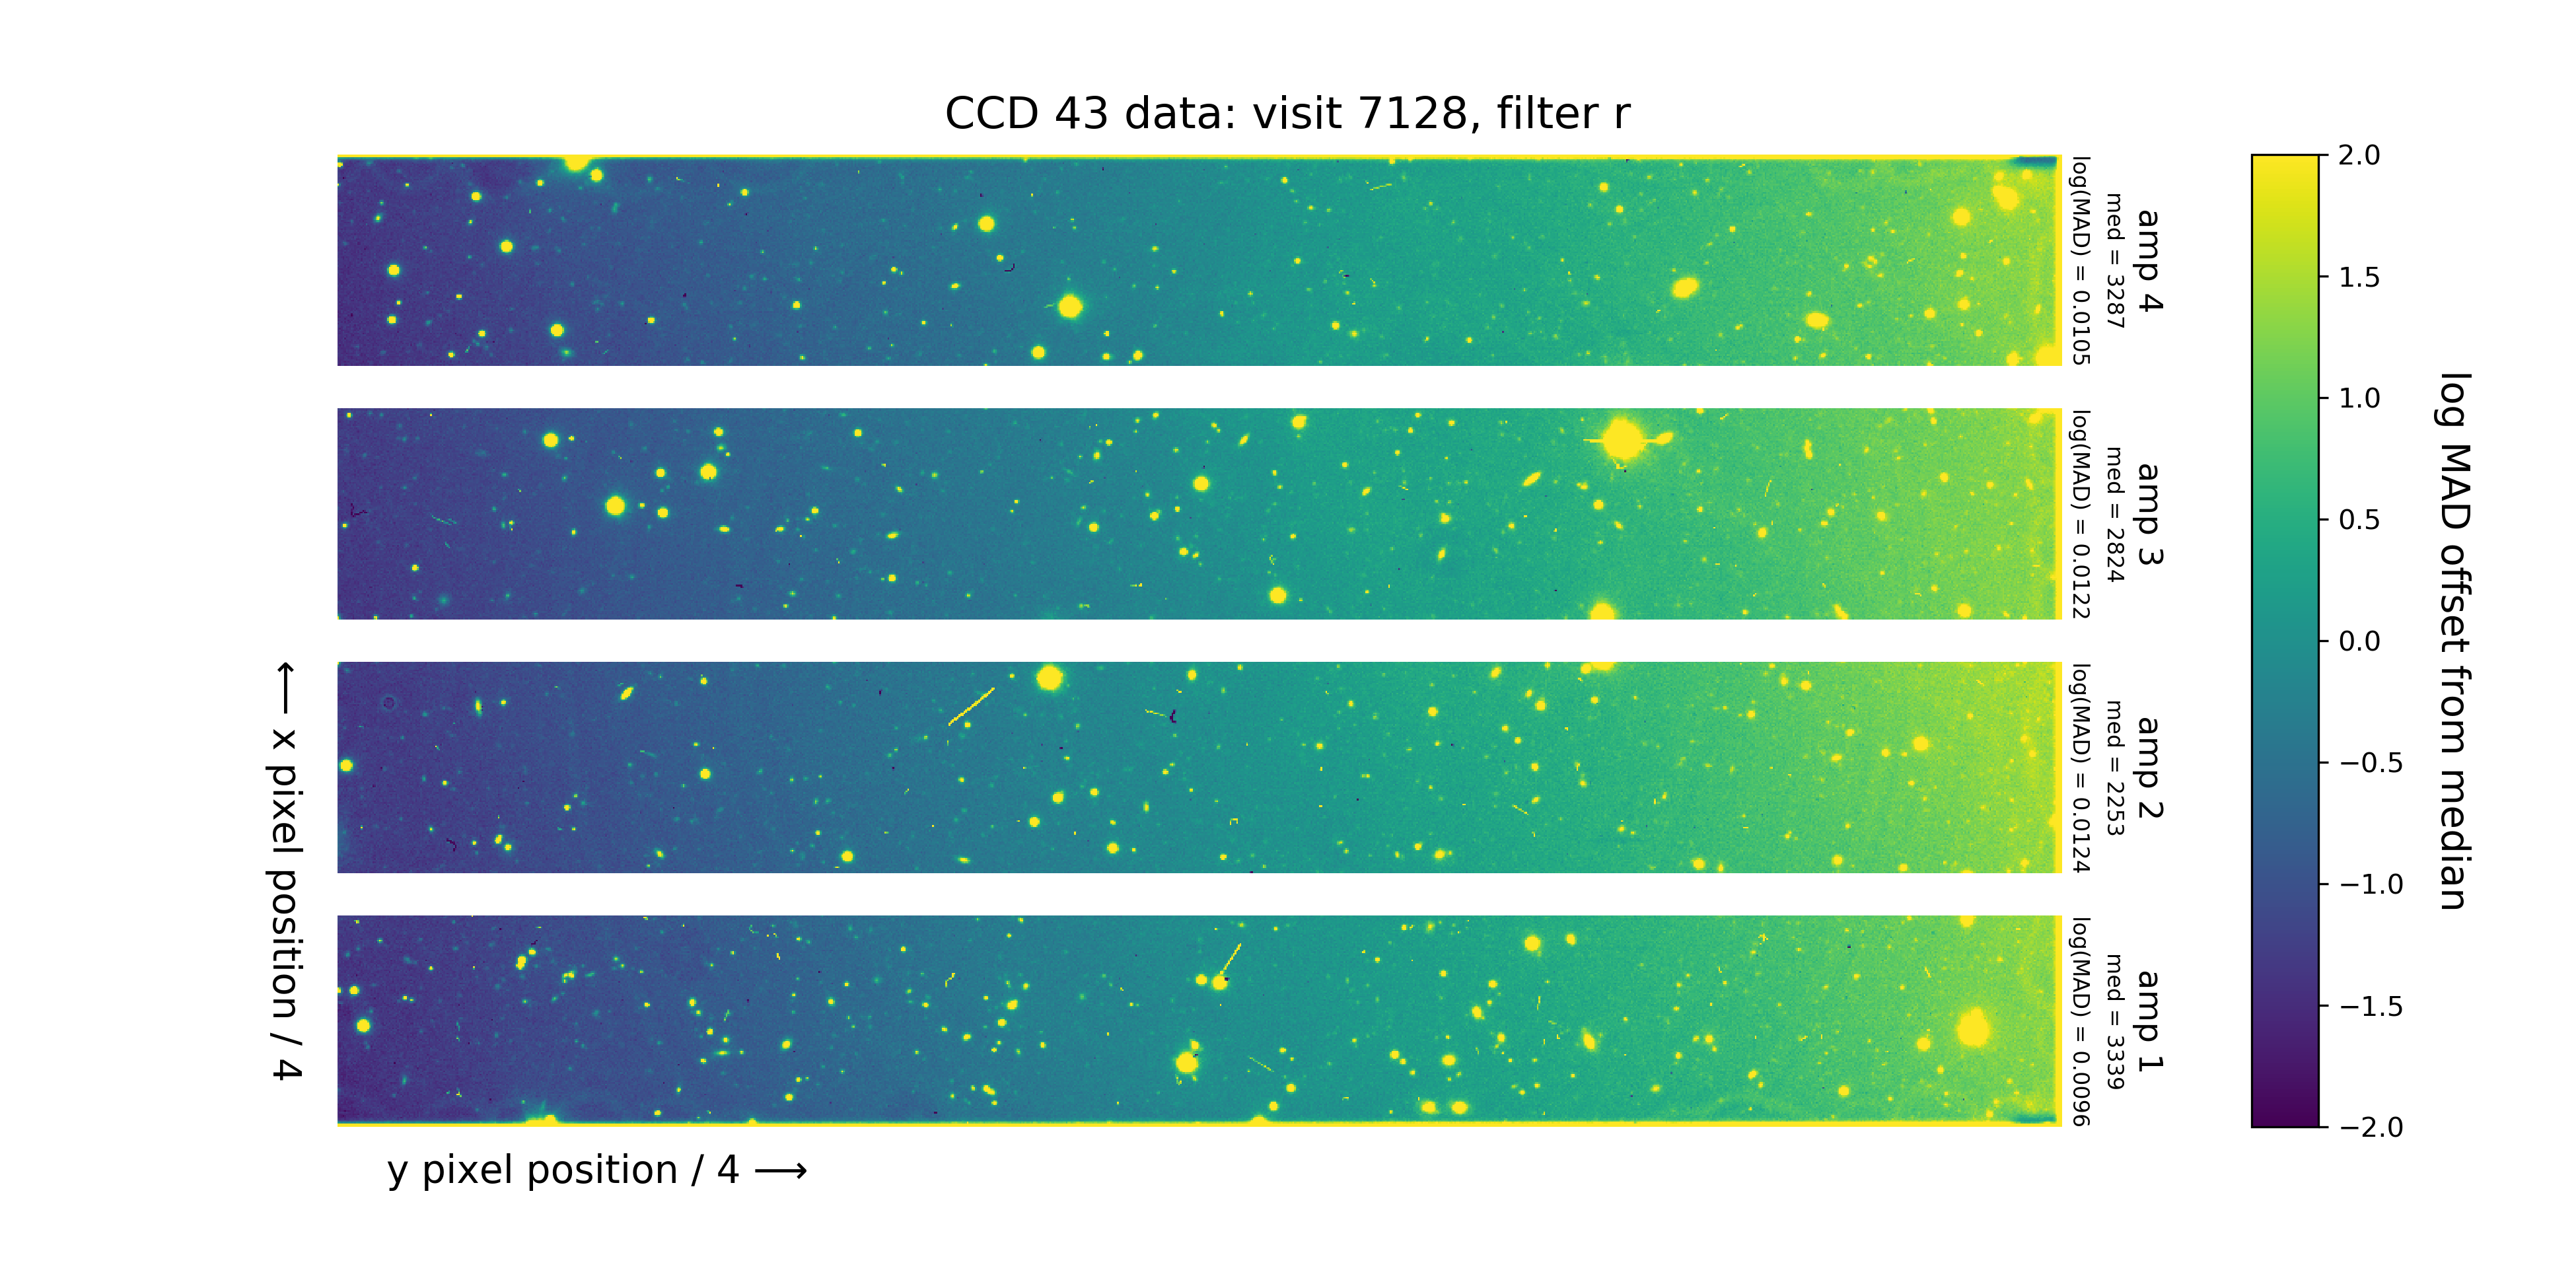 CCD 43 data: visit 7128, filter r
amp 4
med = 3287
log(MAD) = 0.0105
amp 3
med = 2824
log(MAD) = 0.0122
amp 2
med = 2253
log(MAD) = 0.0124
amp 1
med = 3339
log(MAD) = 0.0096
⟵ x pixel position / 4
y pixel position / 4 ⟶
2.0
1.5
1.0
0.5
0.0
−0.5
−1.0
−1.5
−2.0
log MAD offset from median